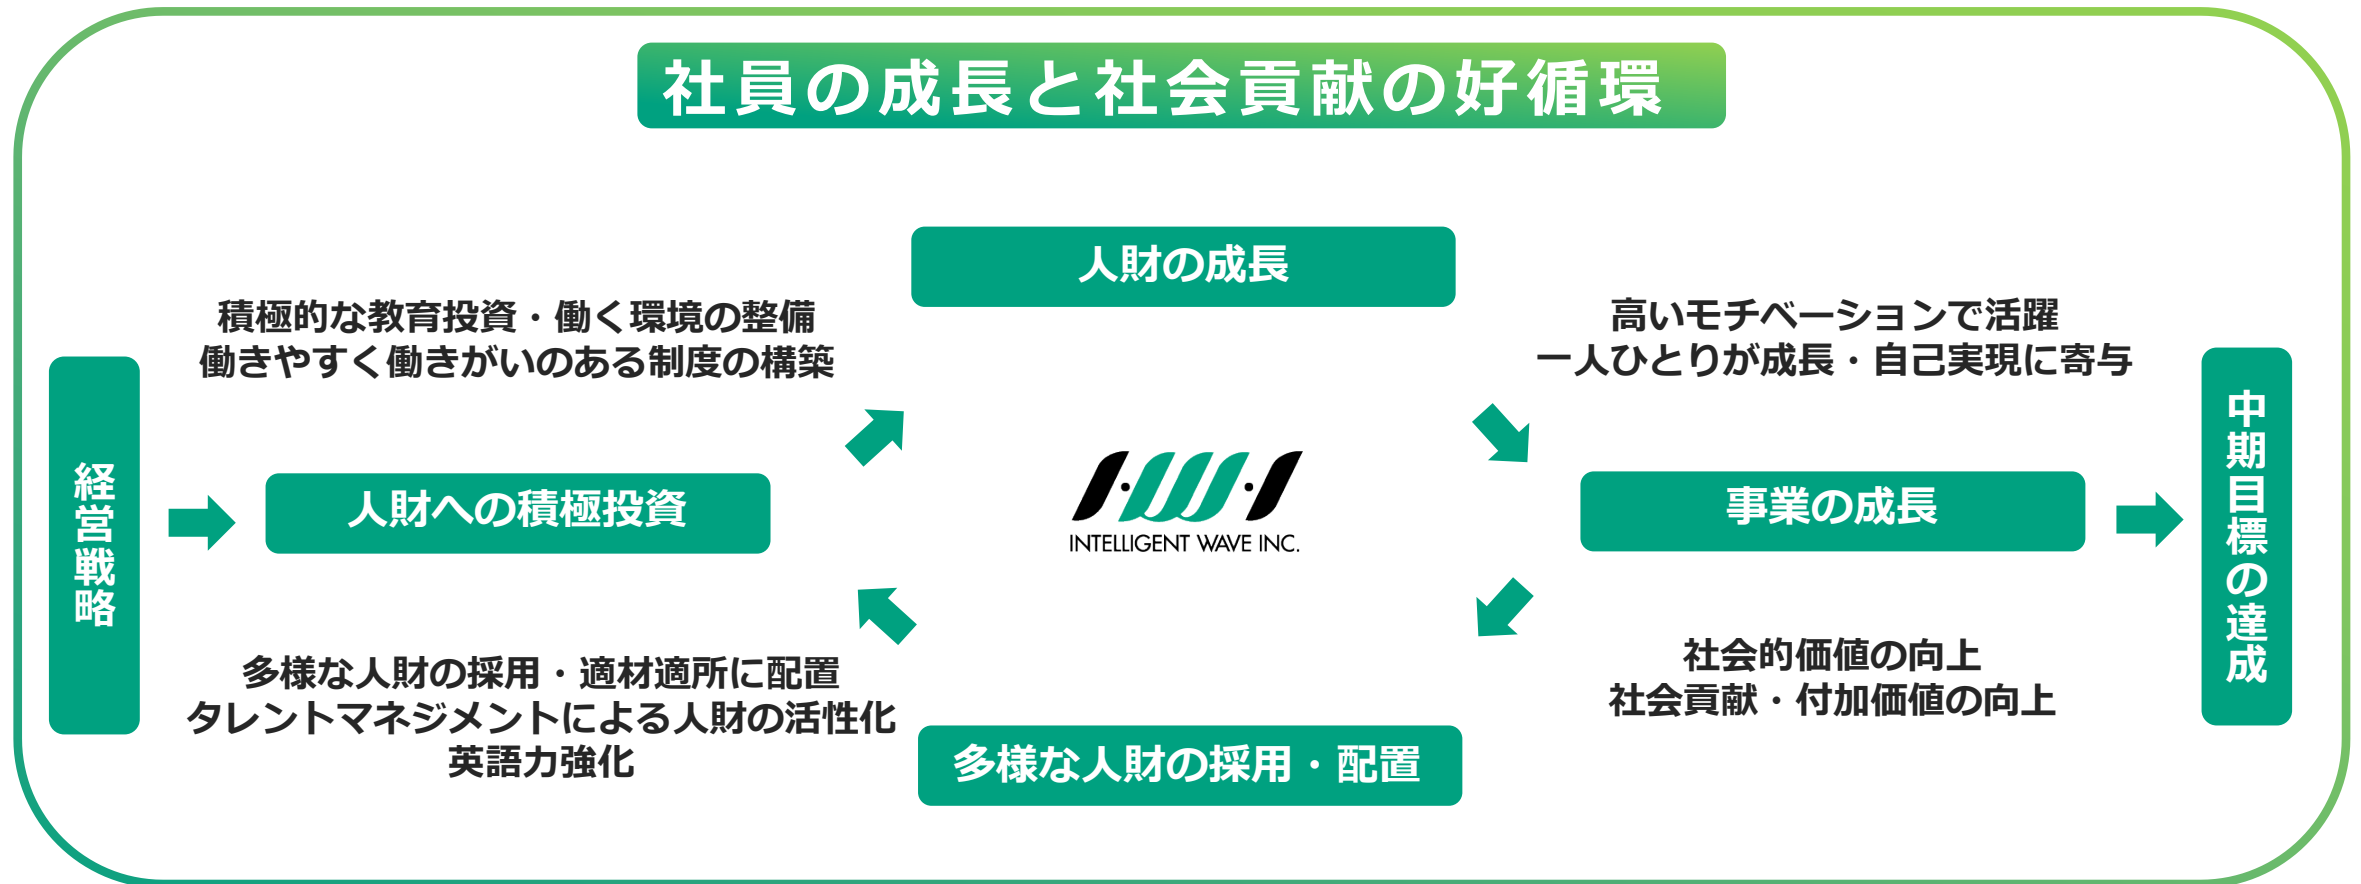 社員の成長と社会貢献の好循環
人財の成長
積極的な教育投資・働く環境の整備
働きやすく働きがいのある制度の構築
高いモチベーションで活躍
一人ひとりが成長・自己実現に寄与
経営戦略
人財への積極投資
INTELLIGENT WAVE INC.
事業の成長
中期目標の達成
多様な人財の採用・適材適所に配置
タレントマネジメントによる人財の活性化
英語力強化
社会的価値の向上
社会貢献・付加価値の向上
多様な人財の採用・配置